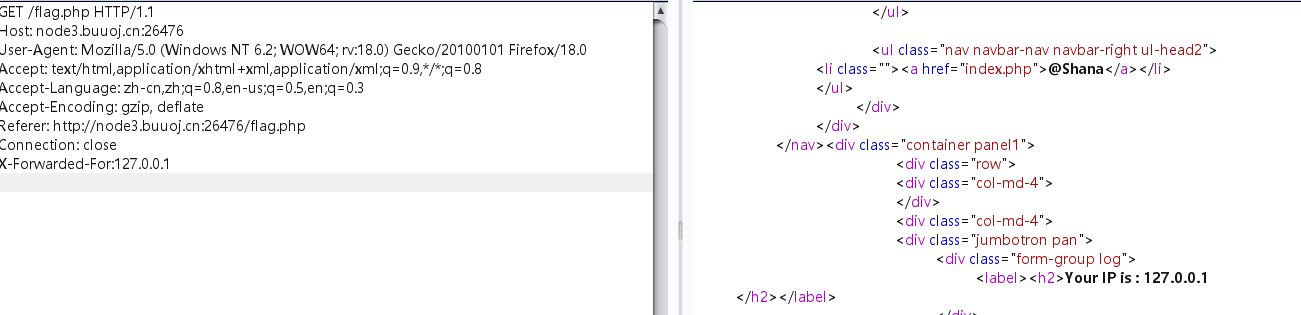 GET /flag.php HTTP/1.1
Host: node3.buuoj.cn:26476
User-Agent: Mozilla/5.0 (Windows NT 6.2; WOW64; rv:18.0) Gecko/20100101 Firefox/18.0
Accept: text/html,application/xhtml+xml,application/xml;q=0.9,*/*;q=0.8
Accept-Language: zh-cn,zh;q=0.8,en-us;q=0.5,en;q=0.3
Accept-Encoding: gzip, deflate
Referer: http://node3.buuoj.cn:26476/flag.php
Connection: close
X-Forwarded-For:127.0.0.1
</ul>
<ul class="nav navbar-nav navbar-right ul-head2">
<li class=""><a href="index.php">@Shana</a></li>
</ul>
</div>
</div>
</nav><div class="container panel1">
<div class="row">
<div class="col-md-4">
</div>
<div class="col-md-4">
<div class="jumbotron pan">
<div class="form-group log">
<label><h2>Your IP is : 127.0.0.1
</h2></label>
</div>